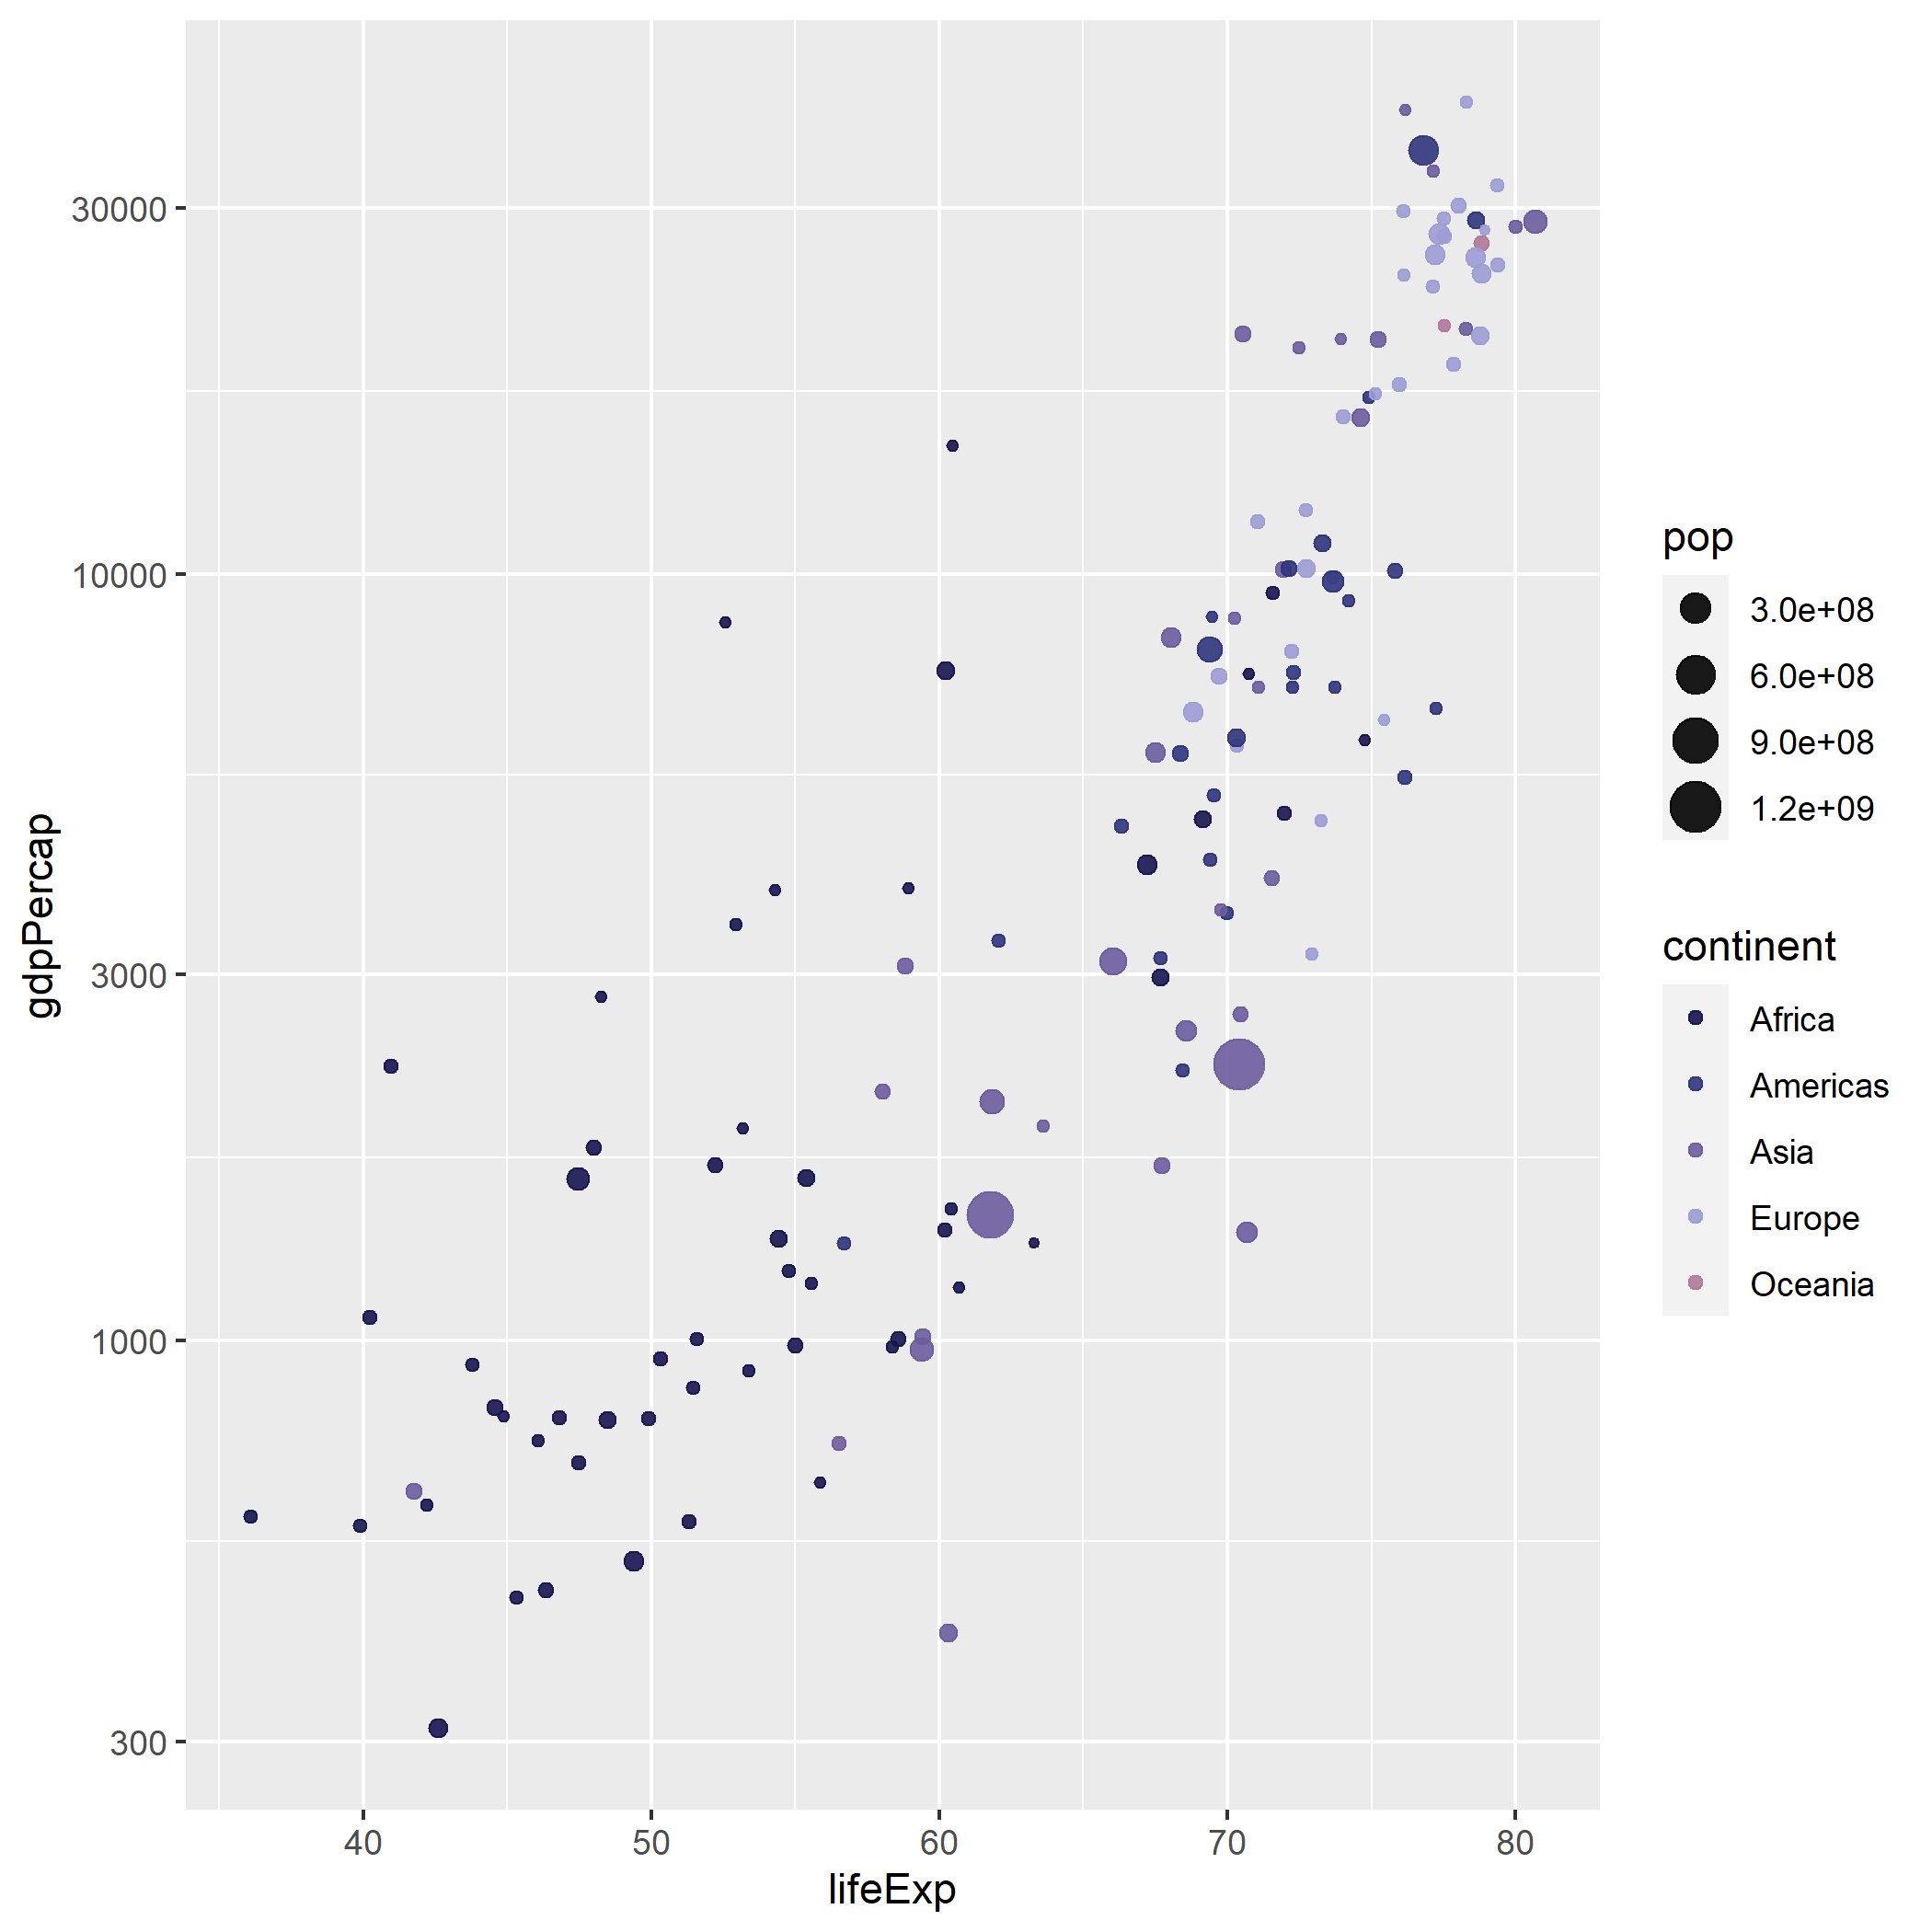 30000
10000
3000
1000
300
gdpPercap
40 50 60 70 80
lifeExp
pop
3.0e+08
6.0e+08
9.0e+08
1.2e+09
continent
Africa
Americas
Asia
Europe
Oceania